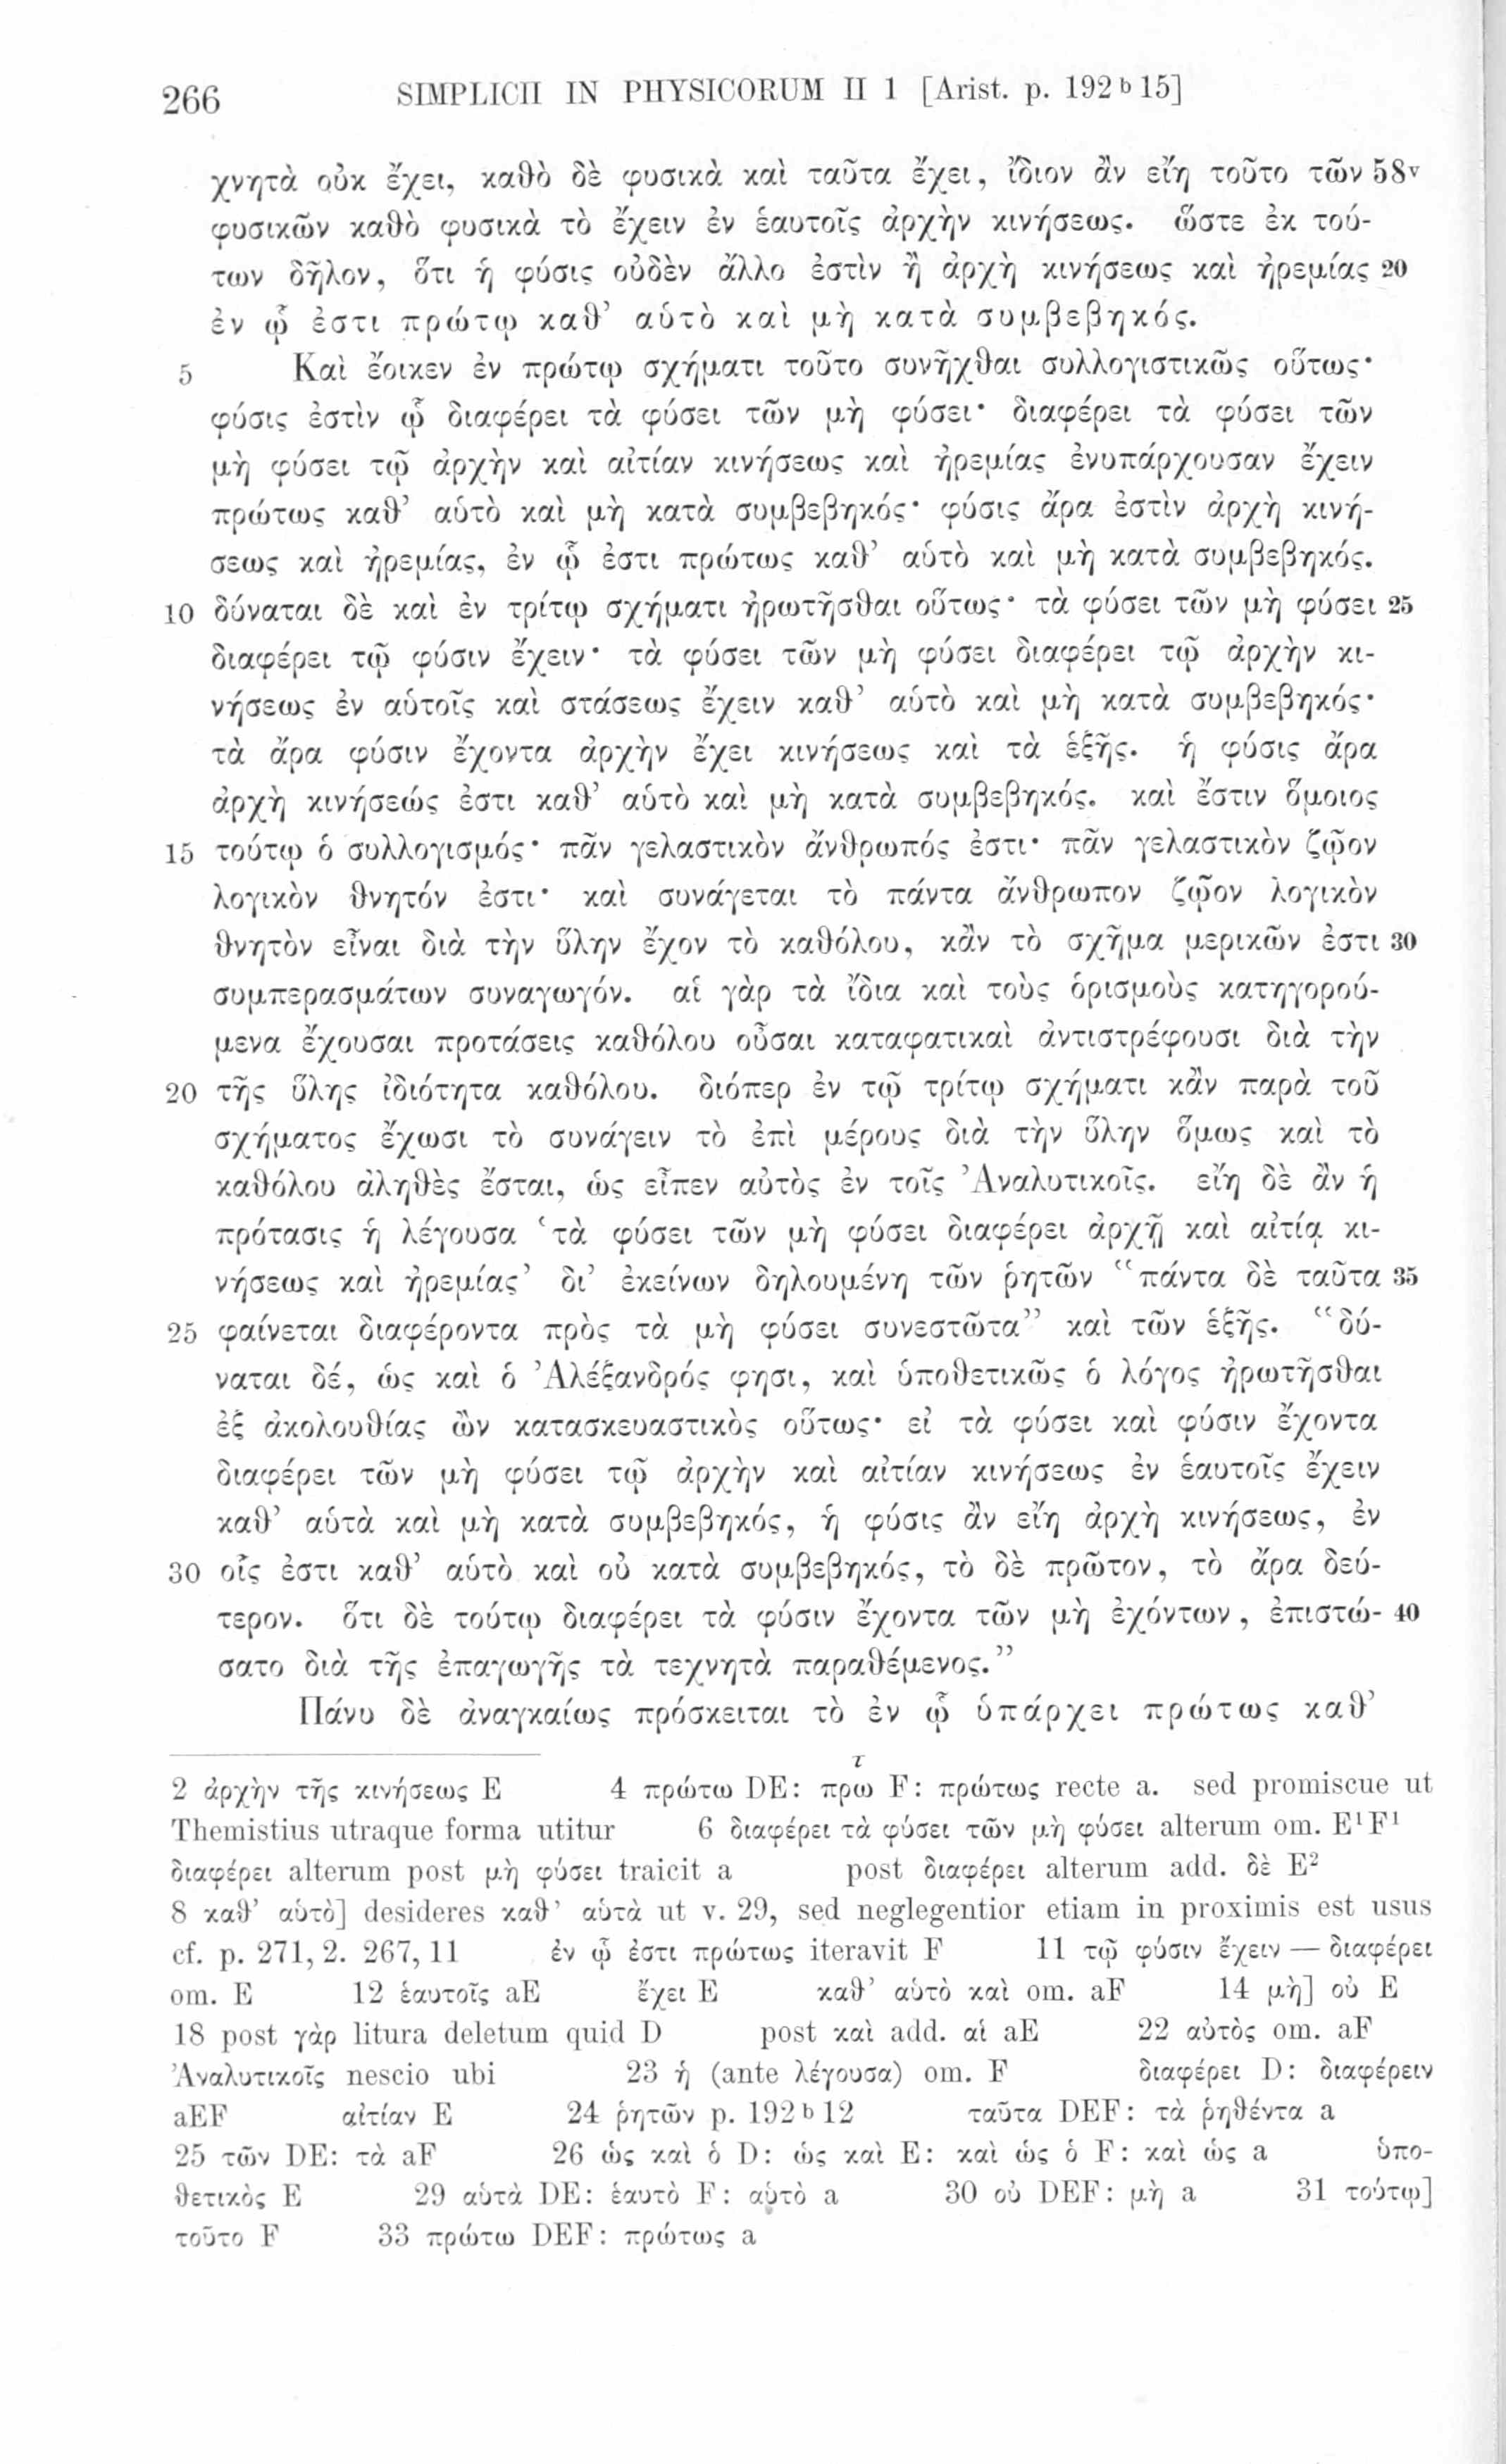 266 SIMPLICII IN PHYSICORUM II 1 [Arist. p. 192 b 15]
χνητὰ οὐκ ἔχει, καθὸ δὲ φυσικὰ καὶ ταῦτα ἔχει, ἴδιον ἂν εἴη τοῦτο τῶν 58v
φυσικῶν καθὸ φυσικὰ τὸ ἔχειν ἐν ἑαυτοῖς ἀρχὴν κινήσεως. ὥστε ἐκ τού-
των δῆλον, ὅτι ἡ φύσις οὐδὲν ἄλλο ἐστὶν ἢ ἀρχὴ κινήσεως καὶ ἠρεμίας 20
ἐν ᾧ ἐστι πρώτῳ καθ’ αὑτὸ καὶ μὴ κατὰ συμβεβηκός.
5 Καὶ ἔοικεν ἐν πρώτῳ σχήματι τοῦτο συνῆχθαι συλλογιστικῶς οὕτως·
φύσις ἐστὶν ᾧ διαφέρει τὰ φύσει τῶν μὴ φύσει· διαφέρει τὰ φύσει τῶν
μὴ φύσει τῷ ἀρχὴν καὶ αἰτίαν κινήσεως καὶ ἠρεμίας ἐνυπάρχουσαν ἔχειν
πρώτως καθ’ αὑτὸ καὶ μὴ κατὰ συμβεβηκός· φύσις ἄρα ἐστὶν ἀρχὴ κινή-
σεως καὶ ἠρεμίας, ἐν ᾧ ἐστι πρώτως καθ’ αὑτὸ καὶ μὴ κατὰ συμβεβηκός.
10 δύναται δὲ καὶ ἐν τρίτῳ σχήματι ἠρωτῆσθαι οὕτως· τὰ φύσει τῶν μὴ φύσει 25
διαφέρει τῷ φύσιν ἔχειν· τὰ φύσει τῶν μὴ φύσει διαφέρει τῷ ἀρχὴν κι-
νήσεως ἐν αὑτοῖς καὶ στάσεως ἔχειν καθ’ αὑτὸ καὶ μὴ κατὰ συμβεβηκός·
τὰ ἄρα φύσιν ἔχοντα ἀρχὴν ἔχει κινήσεως καὶ τὰ ἑξῆς. ἡ φύσις ἄρα
ἀρχὴ κινήσεώς ἐστι καθ’ αὑτὸ καὶ μὴ κατὰ συμβεβηκός. καὶ ἔστιν ὅμοιος
15 τούτῳ ὁ συλλογισμός· πᾶν γελαστικὸν ἄνθρωπός ἐστι· πᾶν γελαστικὸν ζῷον
λογικὸν θνητόν ἐστι· καὶ συνάγεται τὸ πάντα ἄνθρωπον ζῷον λογικὸν
θνητὸν εἶναι διὰ τὴν ὕλην ἔχον τὸ καθόλου, κἂν τὸ σχῆμα μερικῶν ἐστι 30
συμπερασμάτων συναγωγόν. αἱ γὰρ τὰ ἴδια καὶ τοὺς ὁρισμοὺς κατηγορού-
μενα ἔχουσαι προτάσεις καθόλου οὖσαι καταφατικαὶ ἀντιστρέφουσι διὰ τὴν
20 τῆς ὕλης ἰδιότητα καθόλου. διόπερ ἐν τῷ τρίτῳ σχήματι κἂν παρὰ τοῦ
σχήματος ἔχωσι τὸ συνάγειν τὸ ἐπὶ μέρους διὰ τὴν ὕλην ὅμως καὶ τὸ
καθόλου ἀληθὲς ἔσται, ὡς εἶπεν αὐτὸς ἐν τοῖς Ἀναλυτικοῖς. εἴη δὲ ἂν ἡ
πρότασις ἡ λέγουσα ‘τὰ φύσει τῶν μὴ φύσει διαφέρει ἀρχῇ καὶ αἰτίᾳ κι-
νήσεως καὶ ἠρεμίας’ δι’ ἐκείνων δηλουμένη τῶν ῥητῶν “πάντα δὲ ταῦτα 35
25 φαίνεται διαφέροντα πρὸς τὰ μὴ φύσει συνεστῶτα” καὶ τῶν ἑξῆς. “δύ-
ναται δέ, ὡς καὶ ὁ Ἀλέξανδρός φησι, καὶ ὑποθετικῶς ὁ λόγος ἠρωτῆσθαι
ἐξ ἀκολουθίας ὢν κατασκευαστικὸς οὕτως· εἰ τὰ φύσει καὶ φύσιν ἔχοντα
διαφέρει τῶν μὴ φύσει τῷ ἀρχὴν καὶ αἰτίαν κινήσεως ἐν ἑαυτοῖς ἔχειν
καθ’ αὑτὰ καὶ μὴ κατὰ συμβεβηκός, ἡ φύσις ἂν εἴη ἀρχὴ κινήσεως, ἐν
30 οἷς ἐστι καθ’ αὑτὸ καὶ οὐ κατὰ συμβεβηκός, τὸ δὲ πρῶτον, τὸ ἄρα δεύ-
τερον. ὅτι δὲ τούτῳ διαφέρει τὰ φύσιν ἔχοντα τῶν μὴ ἐχόντων, ἐπιστώ- 40
σατο διὰ τῆς ἐπαγωγῆς τὰ τεχνητὰ παραθέμενος.”
Πάνυ δὲ ἀναγκαίως πρόσκειται τὸ ἐν ᾧ ὑπάρχει πρώτως καθ’
2 ἀρχὴν τῆς κινήσεως E 4 πρώτω DE: πρω^τ F: πρώτως recte a. sed promiscue ut
Themistius utraque forma utitur 6 διαφέρει τὰ φύσει τῶν μὴ φύσει alterum om. E¹F¹
διαφέρει alterum post μὴ φύσει traicit a post διαφέρει alterum add. δὲ E²
8 καθ’ αὑτὸ] desideres καθ’ αὑτὰ ut v. 29, sed neglegentior etiam in proximis est usus
cf. p. 271, 2. 267, 11 ἐν ᾧ ἐστι πρώτως iteravit F 11 τῷ φύσιν ἔχειν — διαφέρει
om. E 12 ἑαυτοῖς aE ἔχει E καθ’ αὑτὸ καὶ om. aF 14 μὴ] οὐ E
18 post γὰρ litura deletum quid D post καὶ add. αἱ aE 22 αὐτὸς om. aF
Ἀναλυτικοῖς nescio ubi 23 ἡ (ante λέγουσα) om. F διαφέρει D: διαφέρειν
aEF αἰτίαν E 24 ῥητῶν p. 192 b 12 ταῦτα DEF: τὰ ῥηθέντα a
25 τῶν DE: τὰ aF 26 ὡς καὶ ὁ D: ὡς καὶ E: καὶ ὡς ὁ F: καὶ ὡς a ὑπο-
θετικὸς E 29 αὑτὰ DE: ἑαυτὸ F: αὑτὸ a 30 οὐ DEF: μὴ a 31 τούτῳ]
τοῦτο F 33 πρώτω DEF: πρώτως a